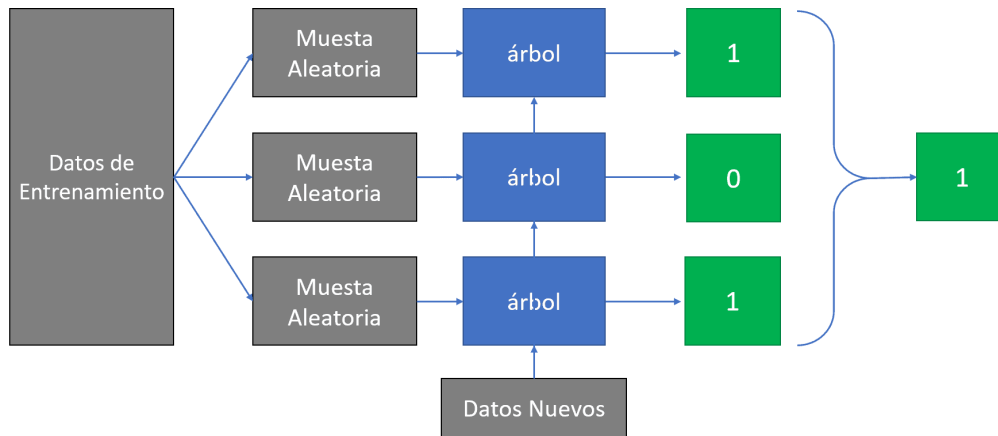 Datos de
Entrenamiento
Muesta
Aleatoria
árbol
1
Muesta
Aleatoria
árbol
0
1
Muesta
Aleatoria
árbol
1
Datos Nuevos